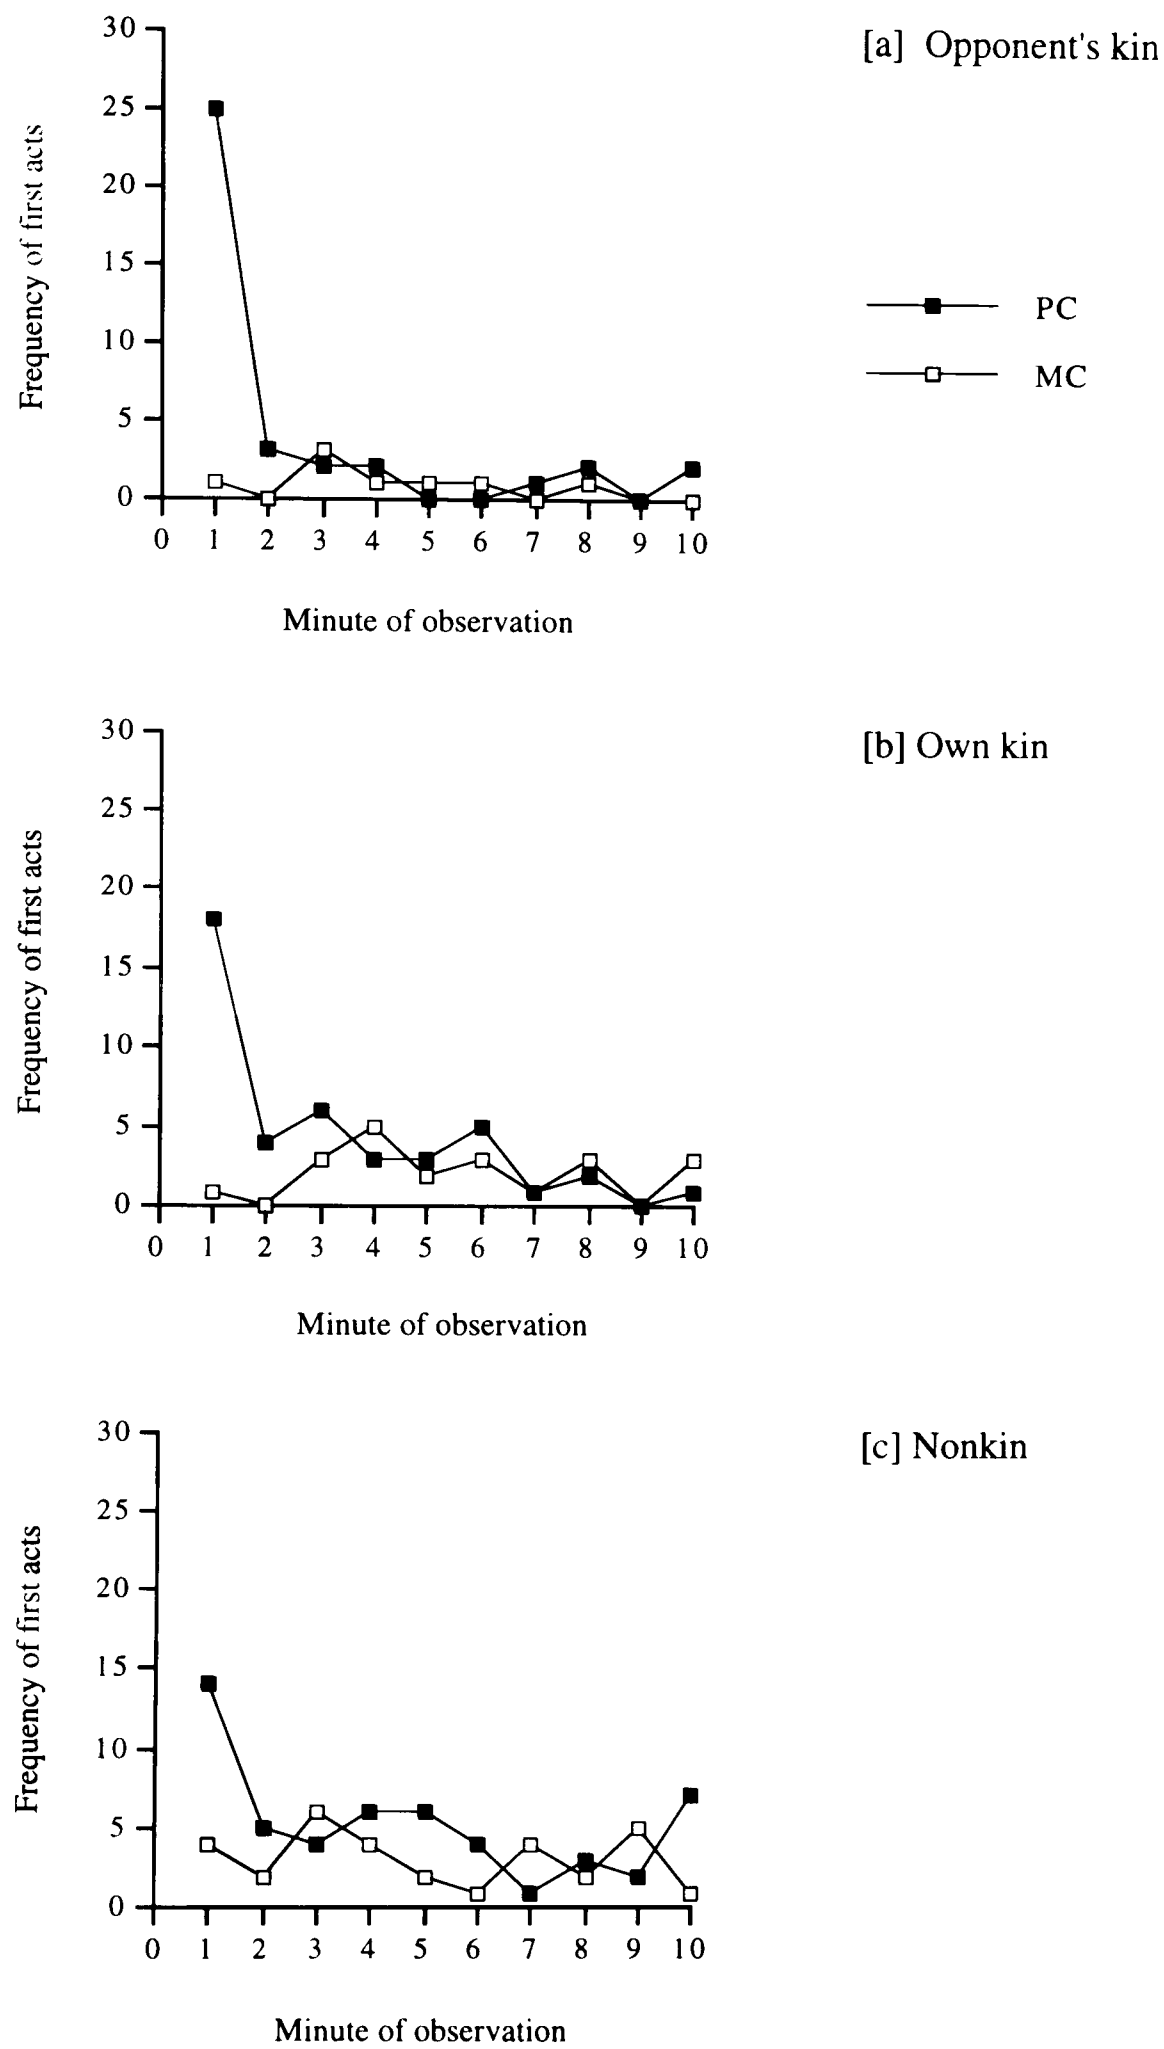 [a] Opponent's kin
30
25
20
15
10
5
0
Frequency of first acts
PC
MC
0 1 2 3 4 5 6 7 8 9 10
Minute of observation
[b] Own kin
30
25
20
15
10
5
0
Frequency of first acts
0 1 2 3 4 5 6 7 8 9 10
Minute of observation
[c] Nonkin
30
25
20
15
10
5
0
Frequency of first acts
0 1 2 3 4 5 6 7 8 9 10
Minute of observation